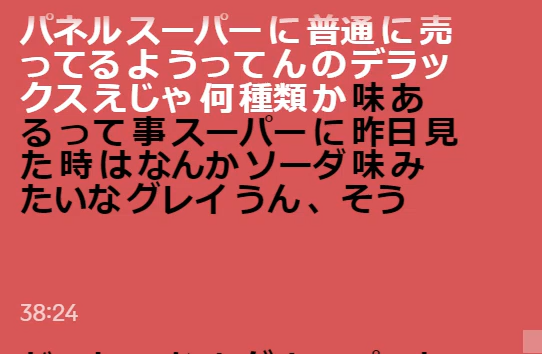 パネルスーパーに普通に売
ってるようってんのデラッ
クスえじゃ何種類か味あ
るって事スーパーに昨日見
た時はなんかソーダ味み
たいなグレイうん、そう
38:24